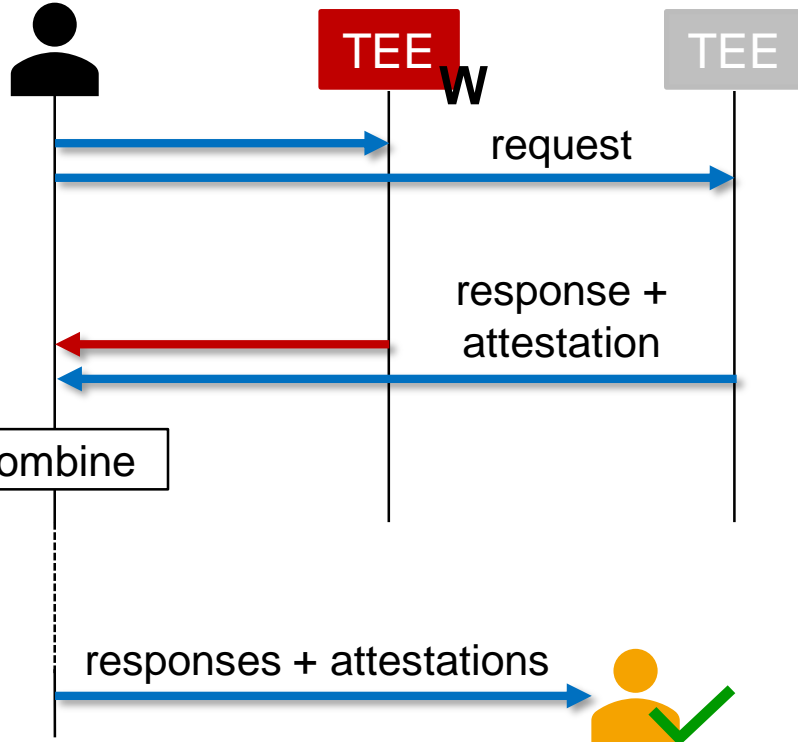 TEE
W
TEE
request
response +
attestation
ombine
responses + attestations